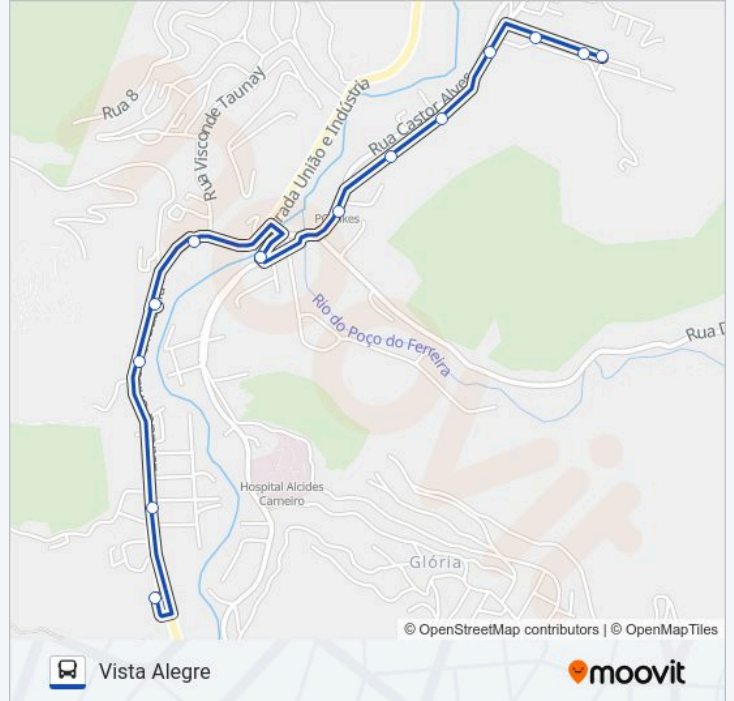 Rua 8
Rua Visconde Taunay
Rua Castor Alves
rada União e Indústria
Rio do Poço do Ferreira
Rua D
Hospital Alcides
Carneiro
Glória
© OpenStreetMap contributors | © OpenMapTiles
Vista Alegre
moovit